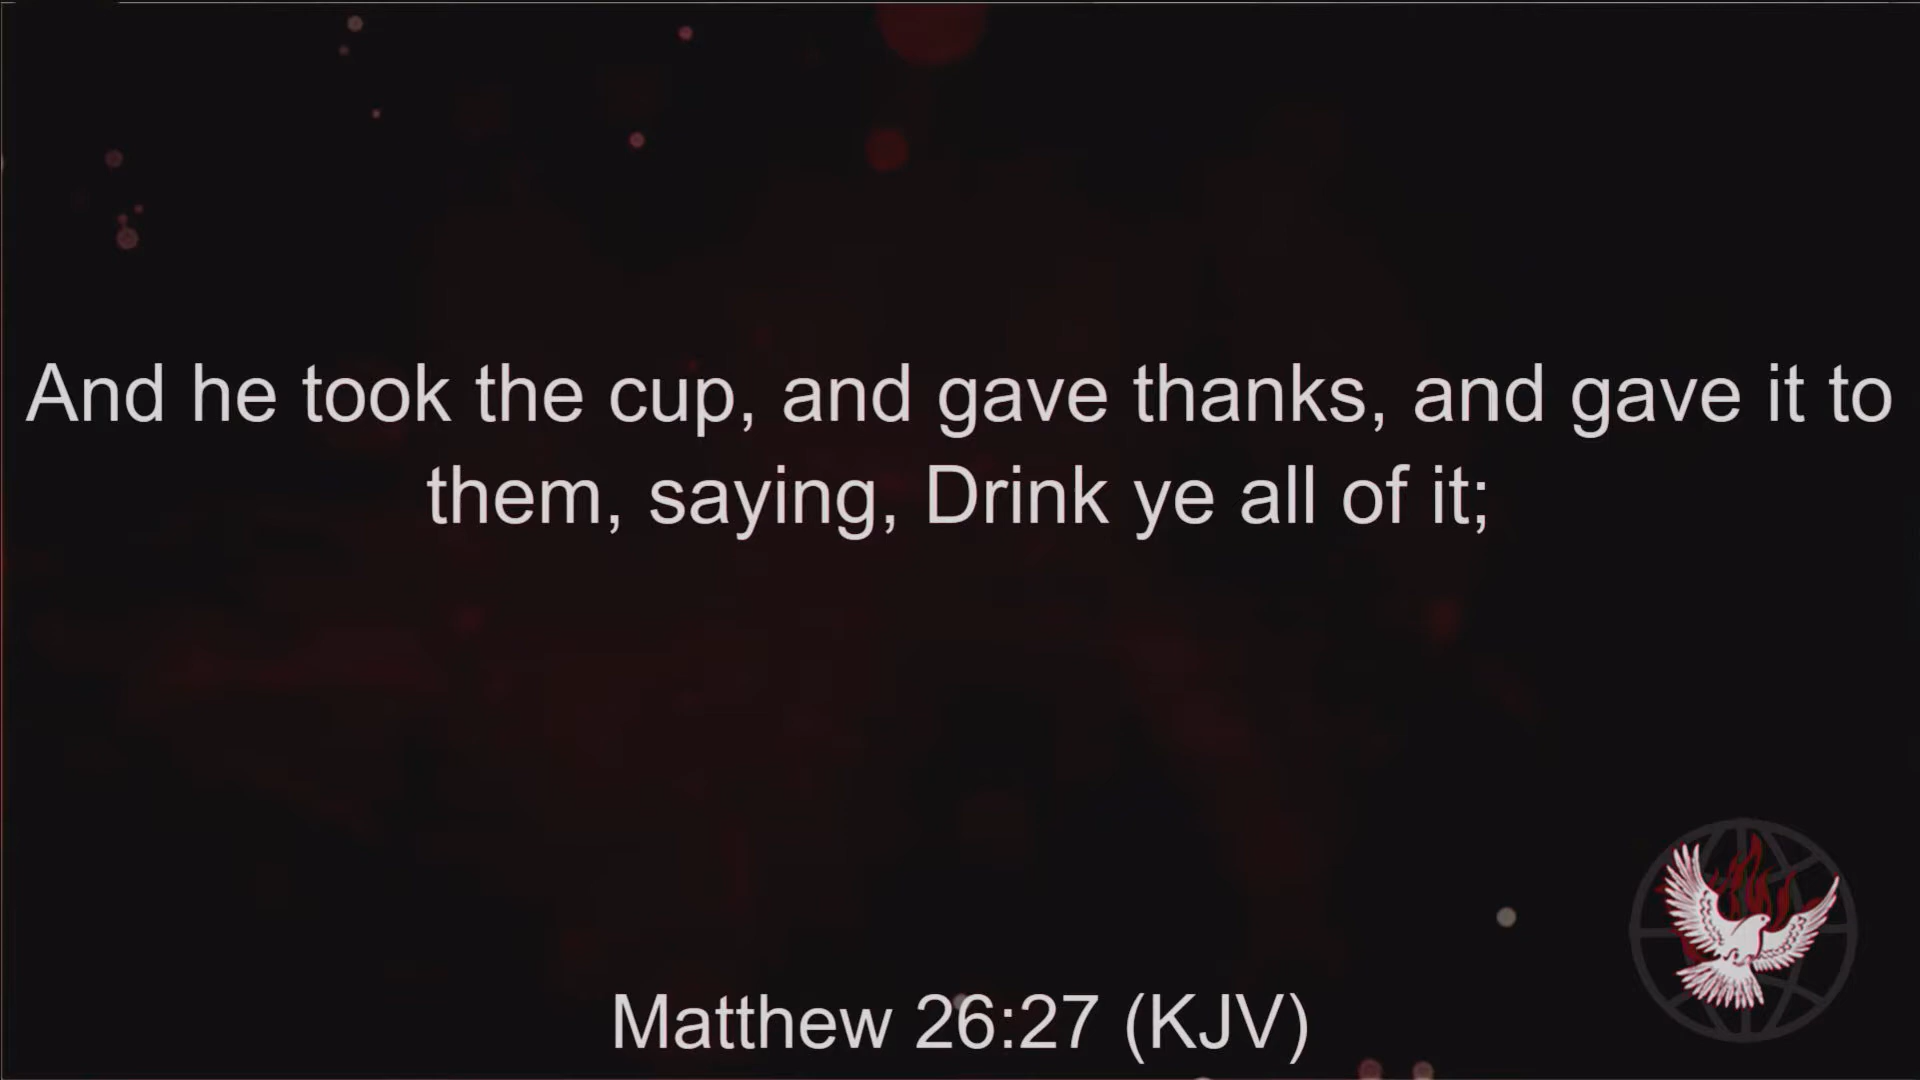 And he took the cup, and gave thanks, and gave it to
them, saying, Drink ye all of it;
Matthew 26:27 (KJV)